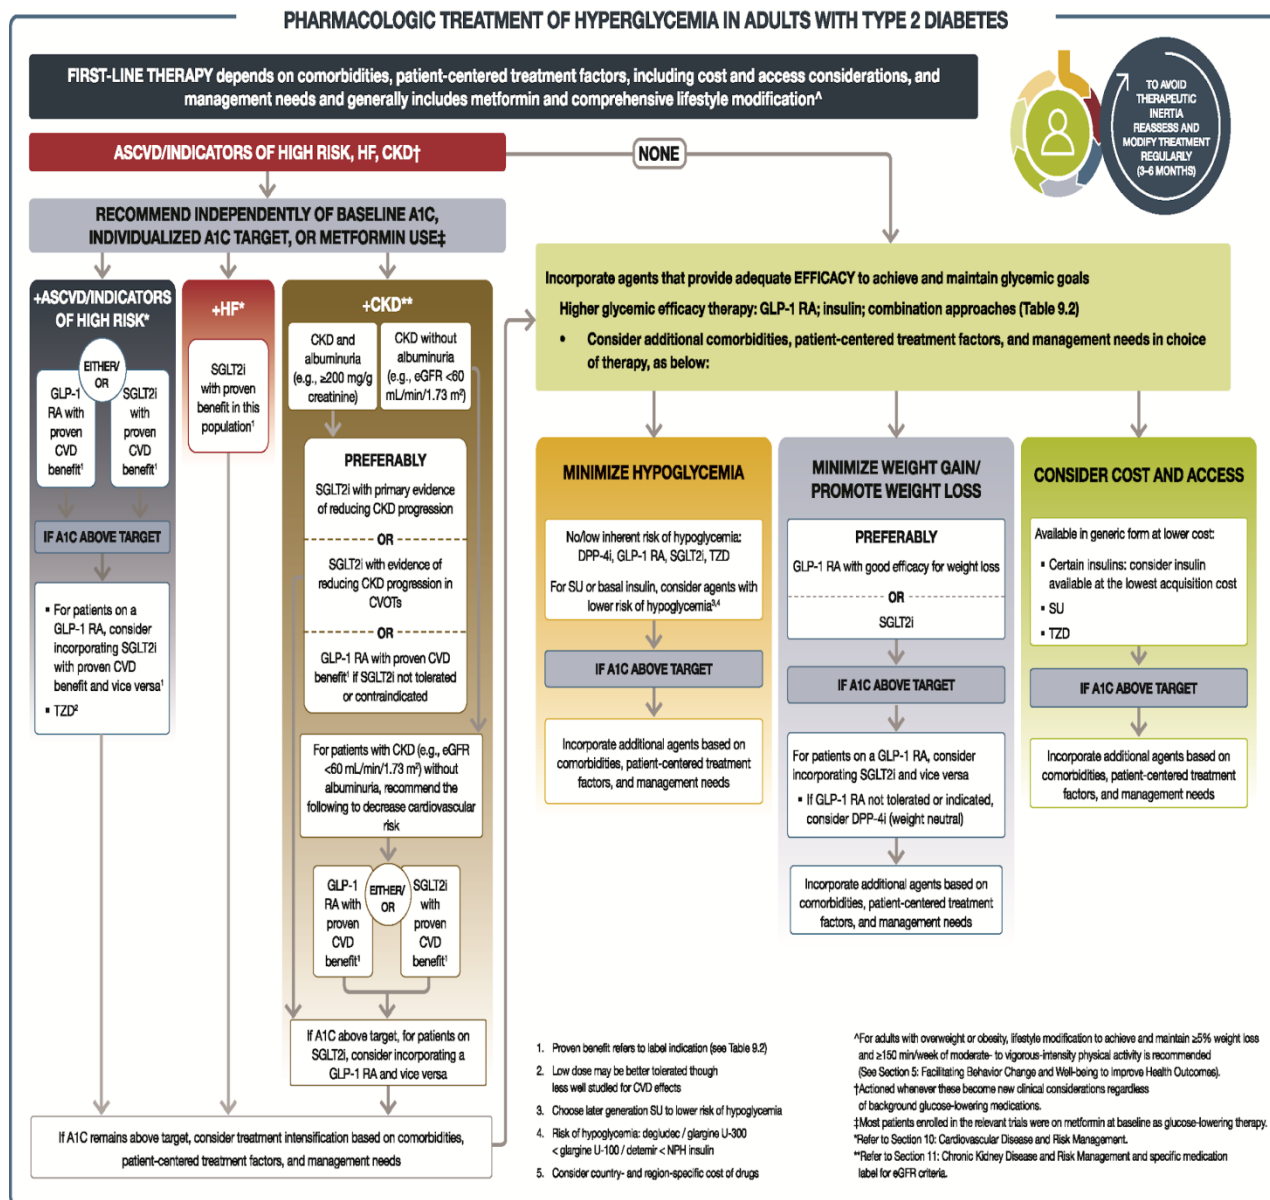 PHARMACOLOGIC TREATMENT OF HYPERGLYCEMIA IN ADULTS WITH TYPE 2 DIABETES
FIRST-LINE THERAPY depends on comorbidities, patient-centered treatment factors, including cost and access considerations, and
management needs and generally includes metformin and comprehensive lifestyle modification^
TO AVOID
THERAPEUTIC
INERTIA
REASSESS AND
MODIFY TREATMENT
REGULARLY
(3–6 MONTHS)
ASCVD/INDICATORS OF HIGH RISK, HF, CKD†
NONE
RECOMMEND INDEPENDENTLY OF BASELINE A1C,
INDIVIDUALIZED A1C TARGET, OR METFORMIN USE‡
+ASCVD/INDICATORS
OF HIGH RISK*
EITHER/
OR
GLP-1
RA with
proven
CVD
benefit¹
SGLT2i
with
proven
CVD
benefit¹
IF A1C ABOVE TARGET
▪ For patients on a
GLP-1 RA, consider
incorporating SGLT2i
with proven CVD
benefit and vice versa¹
▪ TZD²
+HF*
SGLT2i
with proven
benefit in this
population¹
+CKD**
CKD and
albuminuria
(e.g., ≥200 mg/g
creatinine)
CKD without
albuminuria
(e.g., eGFR <60
mL/min/1.73 m²)
PREFERABLY
SGLT2i with primary evidence
of reducing CKD progression
OR
SGLT2i with evidence of
reducing CKD progression in
CVOTs
OR
GLP-1 RA with proven CVD
benefit¹ if SGLT2i not tolerated
or contraindicated
For patients with CKD (e.g., eGFR
<60 mL/min/1.73 m²) without
albuminuria, recommend the
following to decrease cardiovascular
risk
GLP-1
RA with
proven
CVD
benefit¹
EITHER/
OR
SGLT2i
with
proven
CVD
benefit¹
If A1C above target, for patients on
SGLT2i, consider incorporating a
GLP-1 RA and vice versa
If A1C remains above target, consider treatment intensification based on comorbidities,
patient-centered treatment factors, and management needs
Incorporate agents that provide adequate EFFICACY to achieve and maintain glycemic goals
Higher glycemic efficacy therapy: GLP-1 RA; insulin; combination approaches (Table 9.2)
• Consider additional comorbidities, patient-centered treatment factors, and management needs in choice
of therapy, as below:
MINIMIZE HYPOGLYCEMIA
No/low inherent risk of hypoglycemia:
DPP-4i, GLP-1 RA, SGLT2i, TZD
For SU or basal insulin, consider agents with
lower risk of hypoglycemia³,⁴
IF A1C ABOVE TARGET
Incorporate additional agents based on
comorbidities, patient-centered treatment
factors, and management needs
MINIMIZE WEIGHT GAIN/
PROMOTE WEIGHT LOSS
PREFERABLY
GLP-1 RA with good efficacy for weight loss
OR
SGLT2i
IF A1C ABOVE TARGET
For patients on a GLP-1 RA, consider
incorporating SGLT2i and vice versa
▪ If GLP-1 RA not tolerated or indicated,
consider DPP-4i (weight neutral)
Incorporate additional agents based on
comorbidities, patient-centered treatment
factors, and management needs
CONSIDER COST AND ACCESS
Available in generic form at lower cost:
▪ Certain insulins: consider insulin
available at the lowest acquisition cost
▪ SU
▪ TZD
IF A1C ABOVE TARGET
Incorporate additional agents based on
comorbidities, patient-centered treatment
factors, and management needs
1. Proven benefit refers to label indication (see Table 9.2)
2. Low dose may be better tolerated though
less well studied for CVD effects
3. Choose later generation SU to lower risk of hypoglycemia
4. Risk of hypoglycemia: degludec / glargine U-300
< glargine U-100 / detemir < NPH insulin
5. Consider country- and region-specific cost of drugs
^For adults with overweight or obesity, lifestyle modification to achieve and maintain ≥5% weight loss
and ≥150 min/week of moderate- to vigorous-intensity physical activity is recommended
(See Section 5: Facilitating Behavior Change and Well-being to Improve Health Outcomes).
†Actioned whenever these become new clinical considerations regardless
of background glucose-lowering medications.
‡Most patients enrolled in the relevant trials were on metformin at baseline as glucose-lowering therapy.
*Refer to Section 10: Cardiovascular Disease and Risk Management.
**Refer to Section 11: Chronic Kidney Disease and Risk Management and specific medication
label for eGFR criteria.